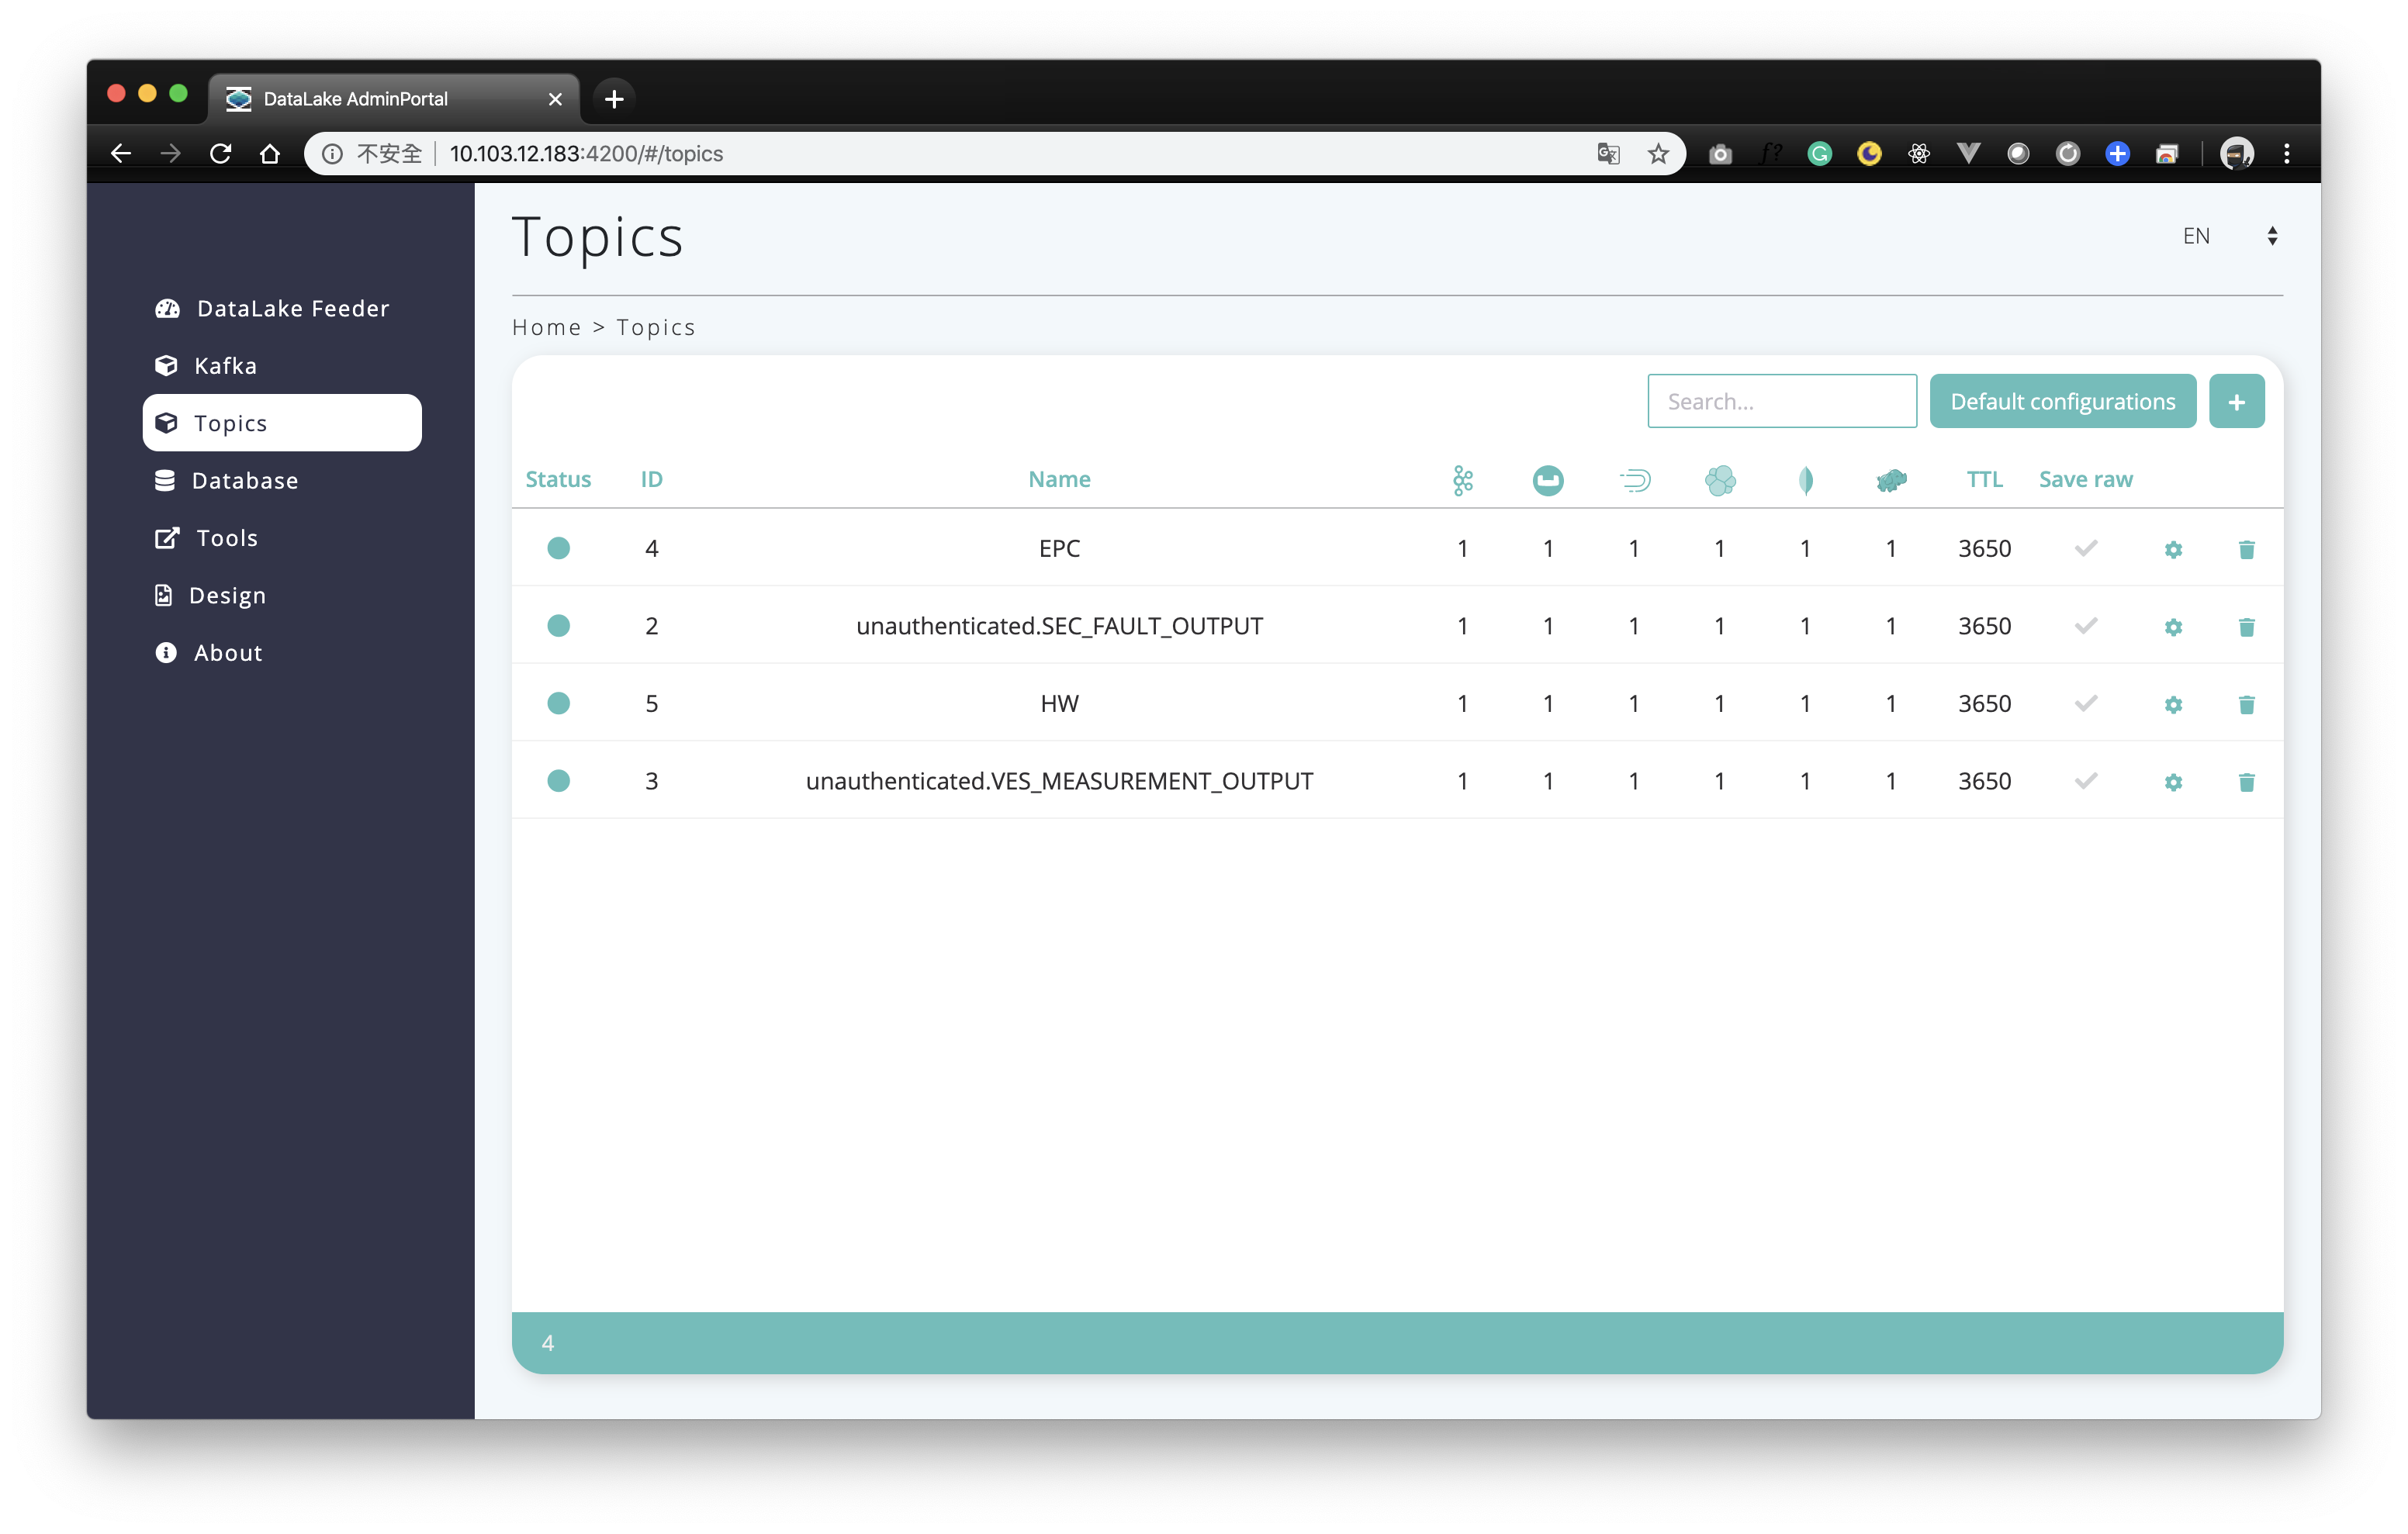 DataLake AdminPortal
不安全 10.103.12.183:4200/#/topics
Topics
EN
DataLake Feeder
Kafka
Topics
Database
Tools
Design
About
Home > Topics
Search...
Default configurations
+
Status ID Name TTL Save raw
4 EPC 1 1 1 1 1 1 3650
2 unauthenticated.SEC_FAULT_OUTPUT 1 1 1 1 1 1 3650
5 HW 1 1 1 1 1 1 3650
3 unauthenticated.VES_MEASUREMENT_OUTPUT 1 1 1 1 1 1 3650
4